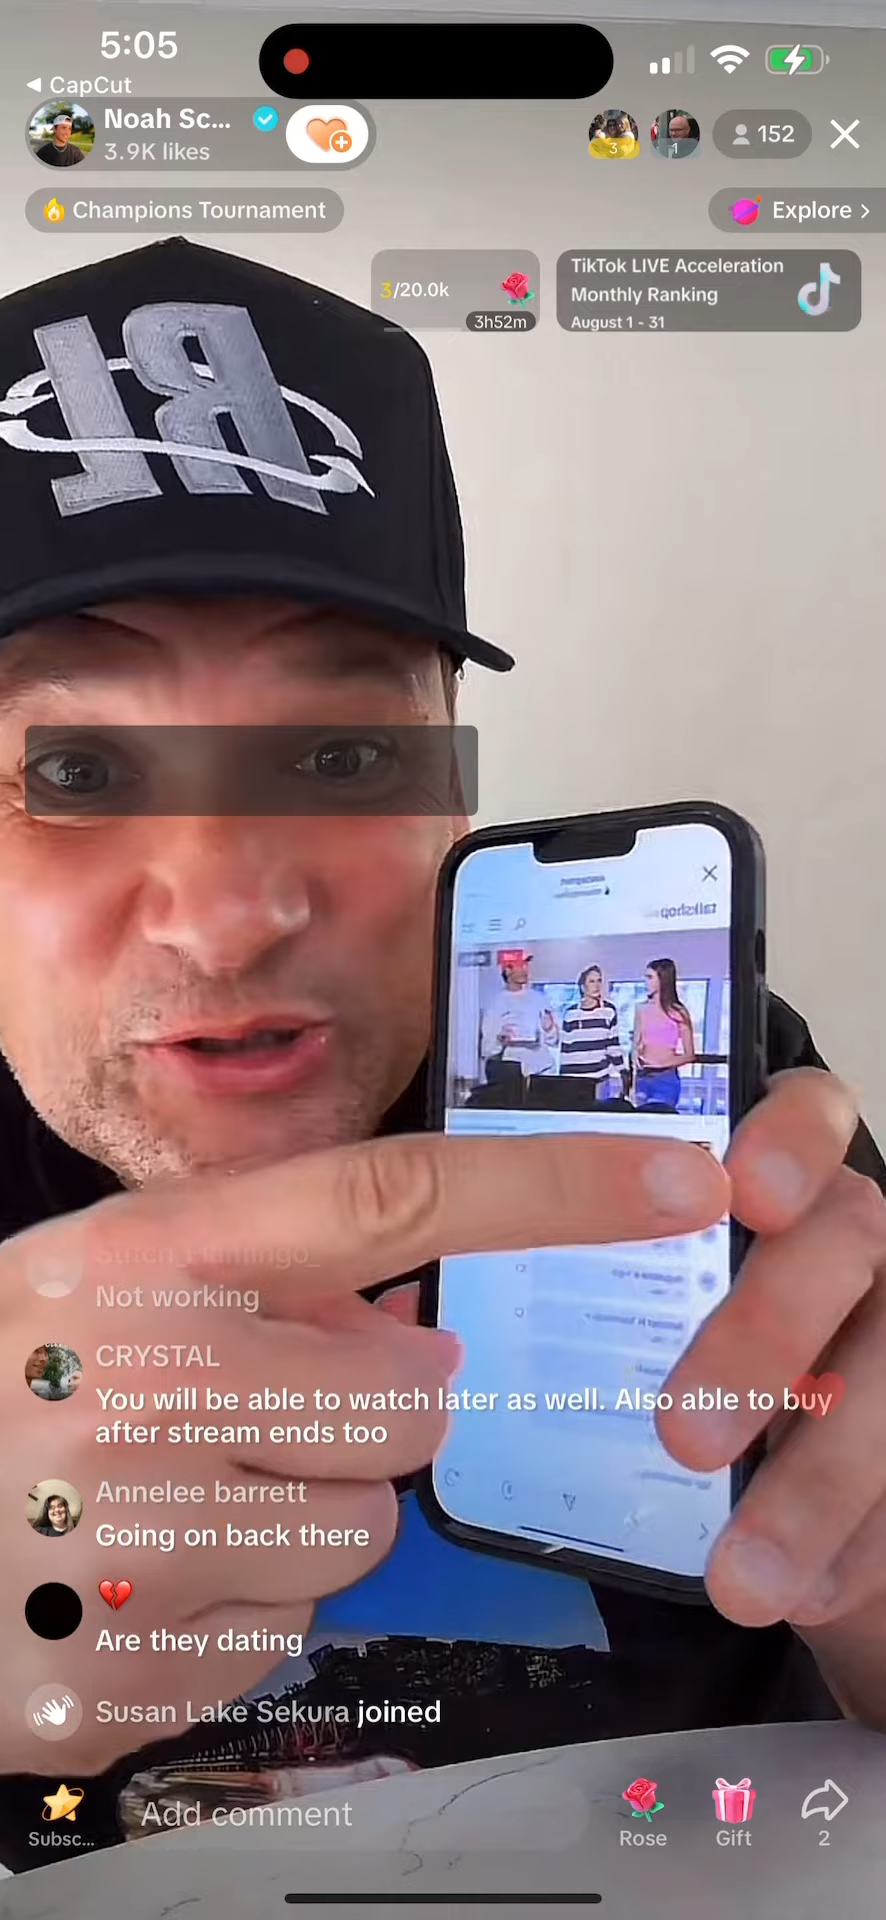 5:05
◀ CapCut
Noah Sc...
3.9K likes
3
1
152
Champions Tournament
Explore >
3/20.0k
3h52m
TikTok LIVE Acceleration
Monthly Ranking
August 1 - 31
talkshop
Stitch_Flamingo_
Not working
CRYSTAL
You will be able to watch later as well. Also able to buy
after stream ends too
Annelee barrett
Going on back there
💔
Are they dating
Susan Lake Sekura joined
Subsc...
Add comment
Rose
Gift
2